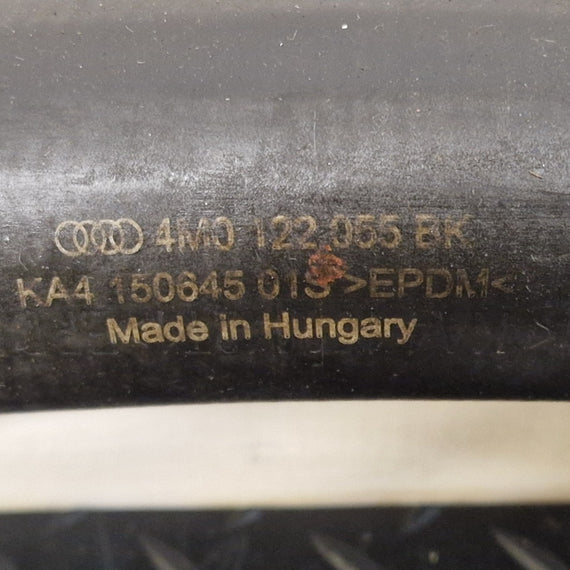 4M0 122 055 BK
KA4 150645 01S >EPDM<
Made in Hungary